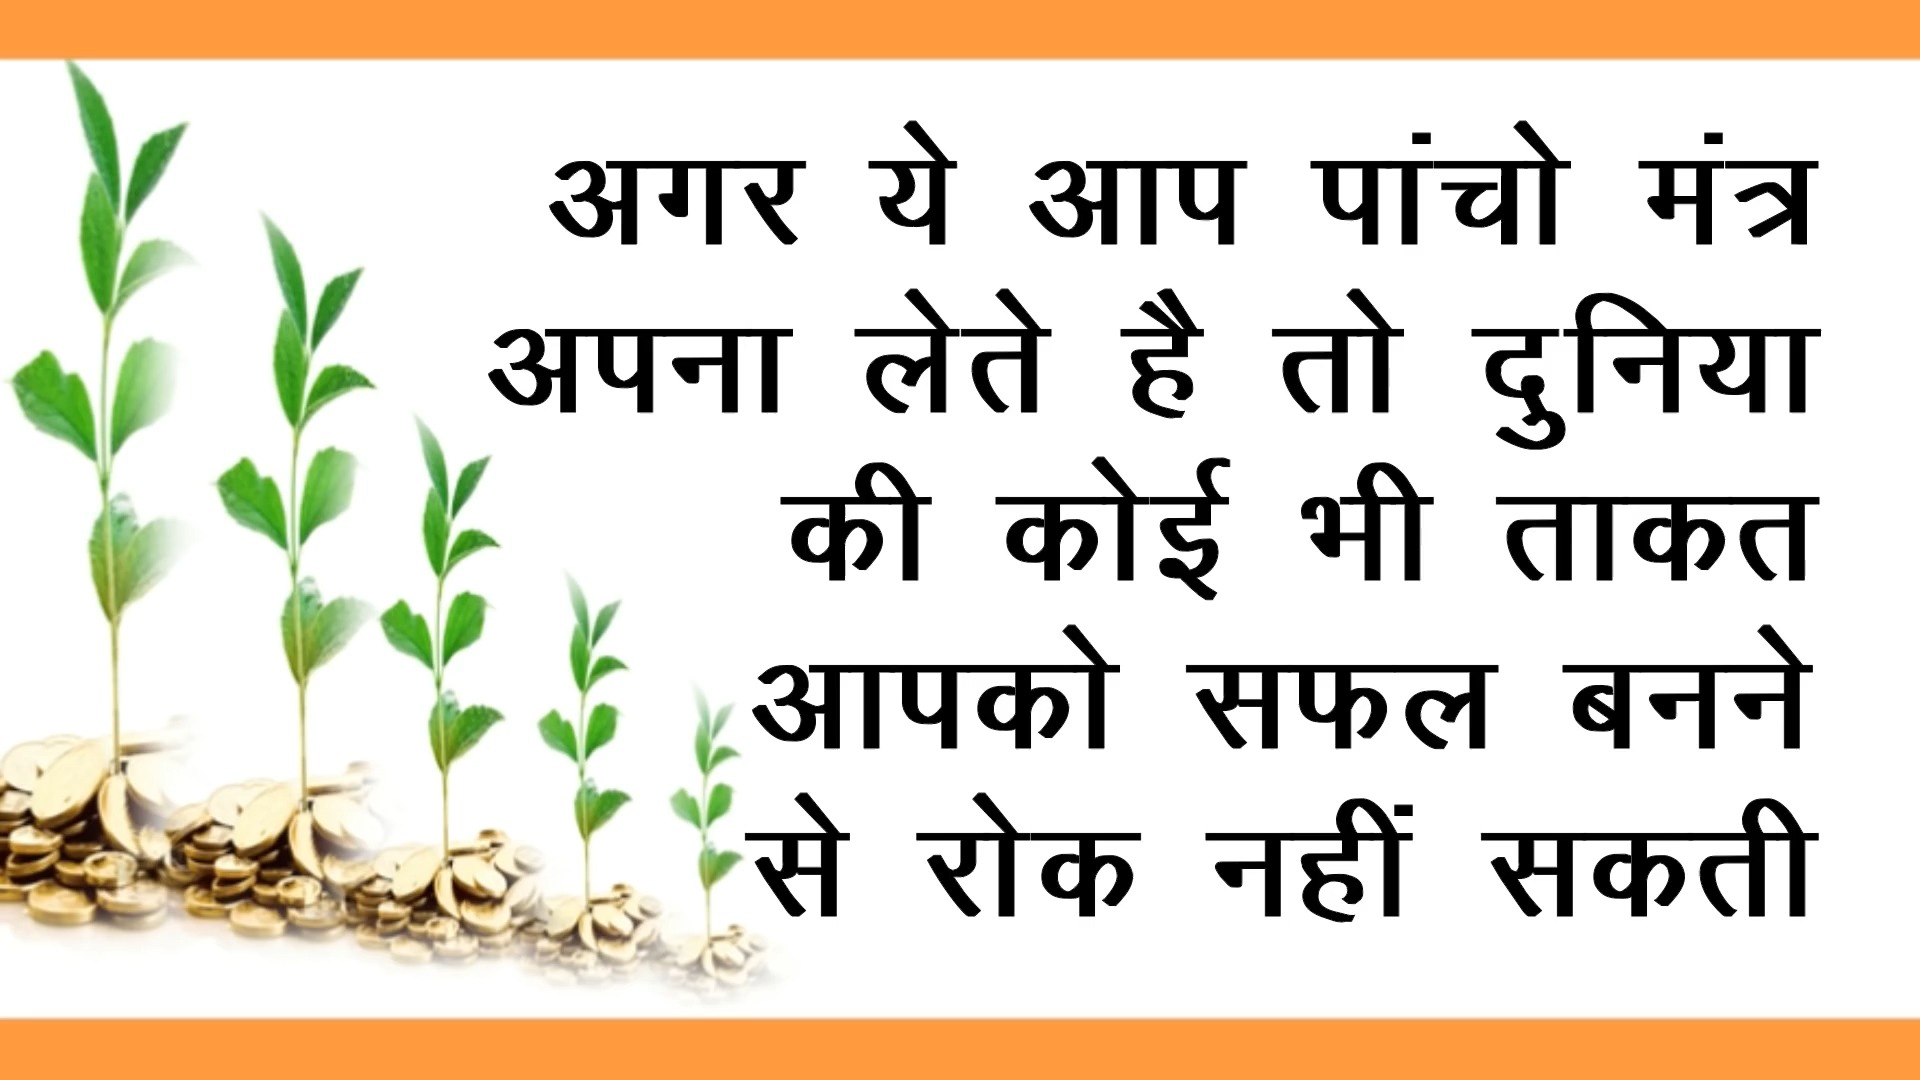 अगर ये आप पांचो मंत्र
अपना लेते है तो दुनिया
की कोई भी ताकत
आपको सफल बनने
से रोक नहीं सकती